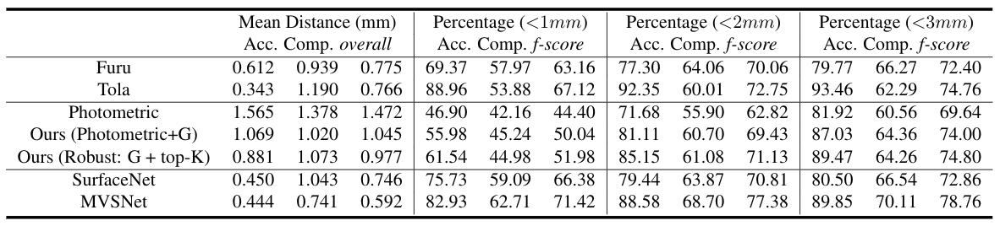 Mean Distance (mm) Percentage (<1mm) Percentage (<2mm) Percentage (<3mm)
Acc. Comp. overall Acc. Comp. f-score Acc. Comp. f-score Acc. Comp. f-score
Furu 0.612 0.939 0.775 69.37 57.97 63.16 77.30 64.06 70.06 79.77 66.27 72.40
Tola 0.343 1.190 0.766 88.96 53.88 67.12 92.35 60.01 72.75 93.46 62.29 74.76
Photometric 1.565 1.378 1.472 46.90 42.16 44.40 71.68 55.90 62.82 81.92 60.56 69.64
Ours (Photometric+G) 1.069 1.020 1.045 55.98 45.24 50.04 81.11 60.70 69.43 87.03 64.36 74.00
Ours (Robust: G + top-K) 0.881 1.073 0.977 61.54 44.98 51.98 85.15 61.08 71.13 89.47 64.26 74.80
SurfaceNet 0.450 1.043 0.746 75.73 59.09 66.38 79.44 63.87 70.81 80.50 66.54 72.86
MVSNet 0.444 0.741 0.592 82.93 62.71 71.42 88.58 68.70 77.38 89.85 70.11 78.76